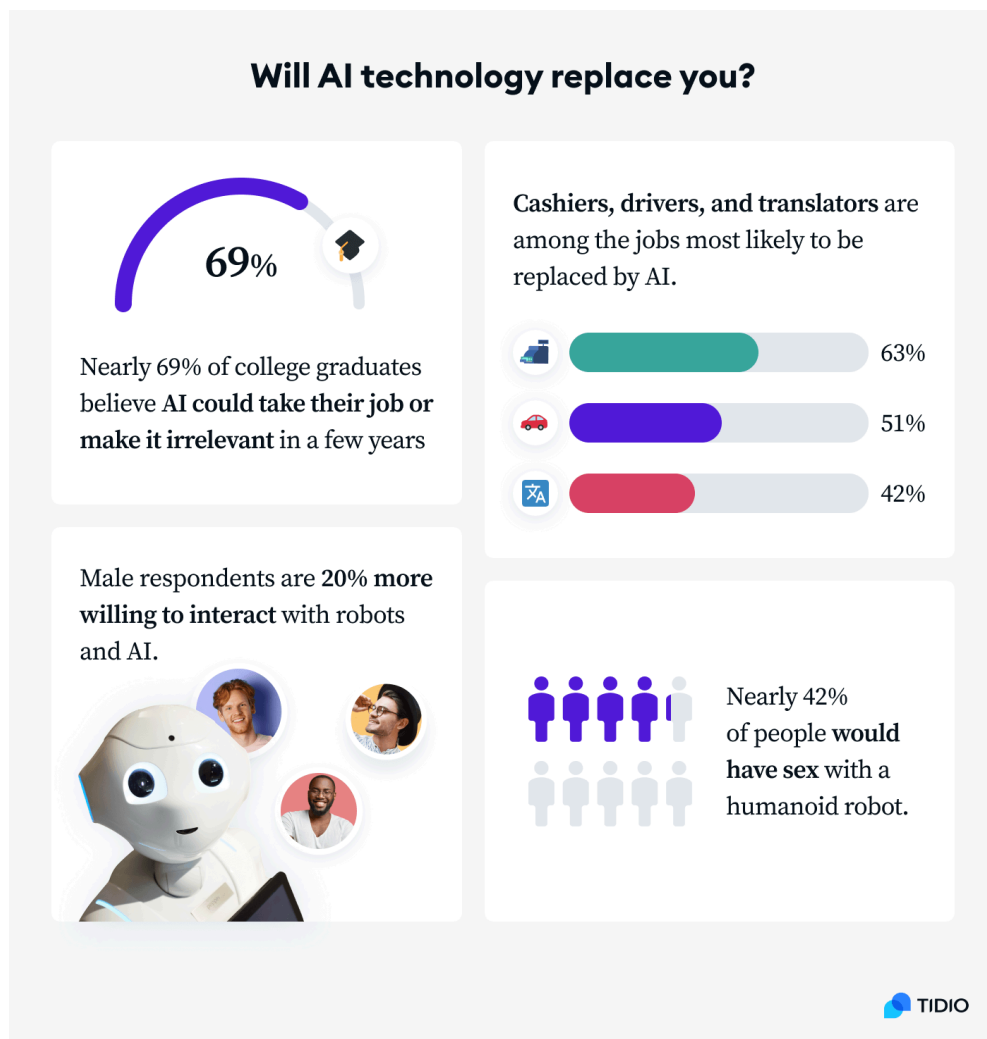 Will AI technology replace you?
69%
Nearly 69% of college graduates
believe AI could take their job or
make it irrelevant in a few years
Cashiers, drivers, and translators are
among the jobs most likely to be
replaced by AI.
63%
51%
文A 42%
Male respondents are 20% more
willing to interact with robots
and AI.
Nearly 42%
of people would
have sex with a
humanoid robot.
TIDIO